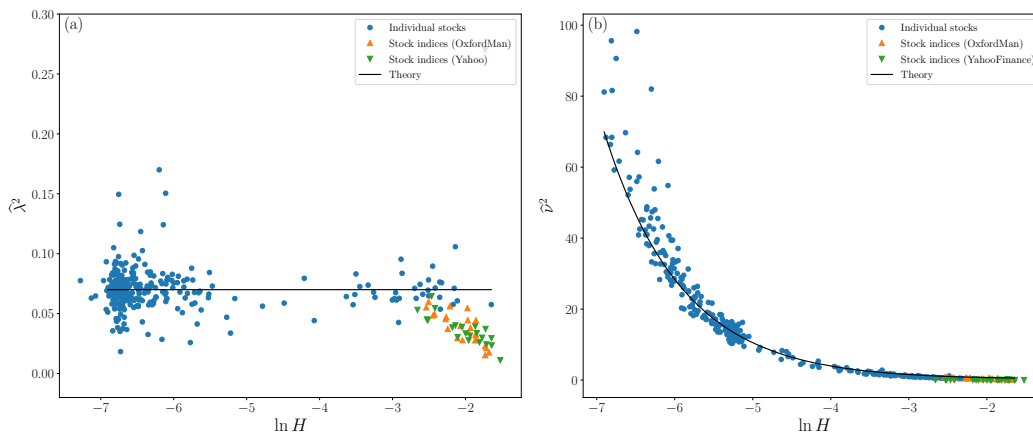 (a)
Individual stocks
Stock indices (OxfordMan)
Stock indices (Yahoo)
Theory
0.30
0.25
0.20
0.15
0.10
0.05
0.00
λ̂²
−7 −6 −5 −4 −3 −2
ln H
(b)
Individual stocks
Stock indices (OxfordMan)
Stock indices (YahooFinance)
Theory
100
80
60
40
20
0
ν̂²
−7 −6 −5 −4 −3 −2
ln H